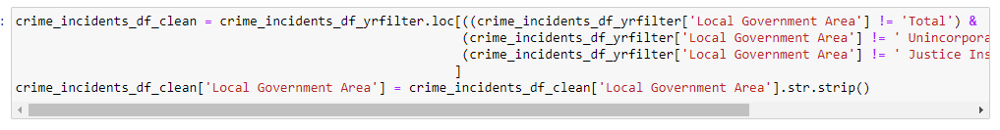 : crime_incidents_df_clean = crime_incidents_df_yrfilter.loc[((crime_incidents_df_yrfilter['Local Government Area'] != 'Total') &
(crime_incidents_df_yrfilter['Local Government Area'] != ' Unincorpora
(crime_incidents_df_yrfilter['Local Government Area'] != ' Justice Ins
]
crime_incidents_df_clean['Local Government Area'] = crime_incidents_df_clean['Local Government Area'].str.strip()